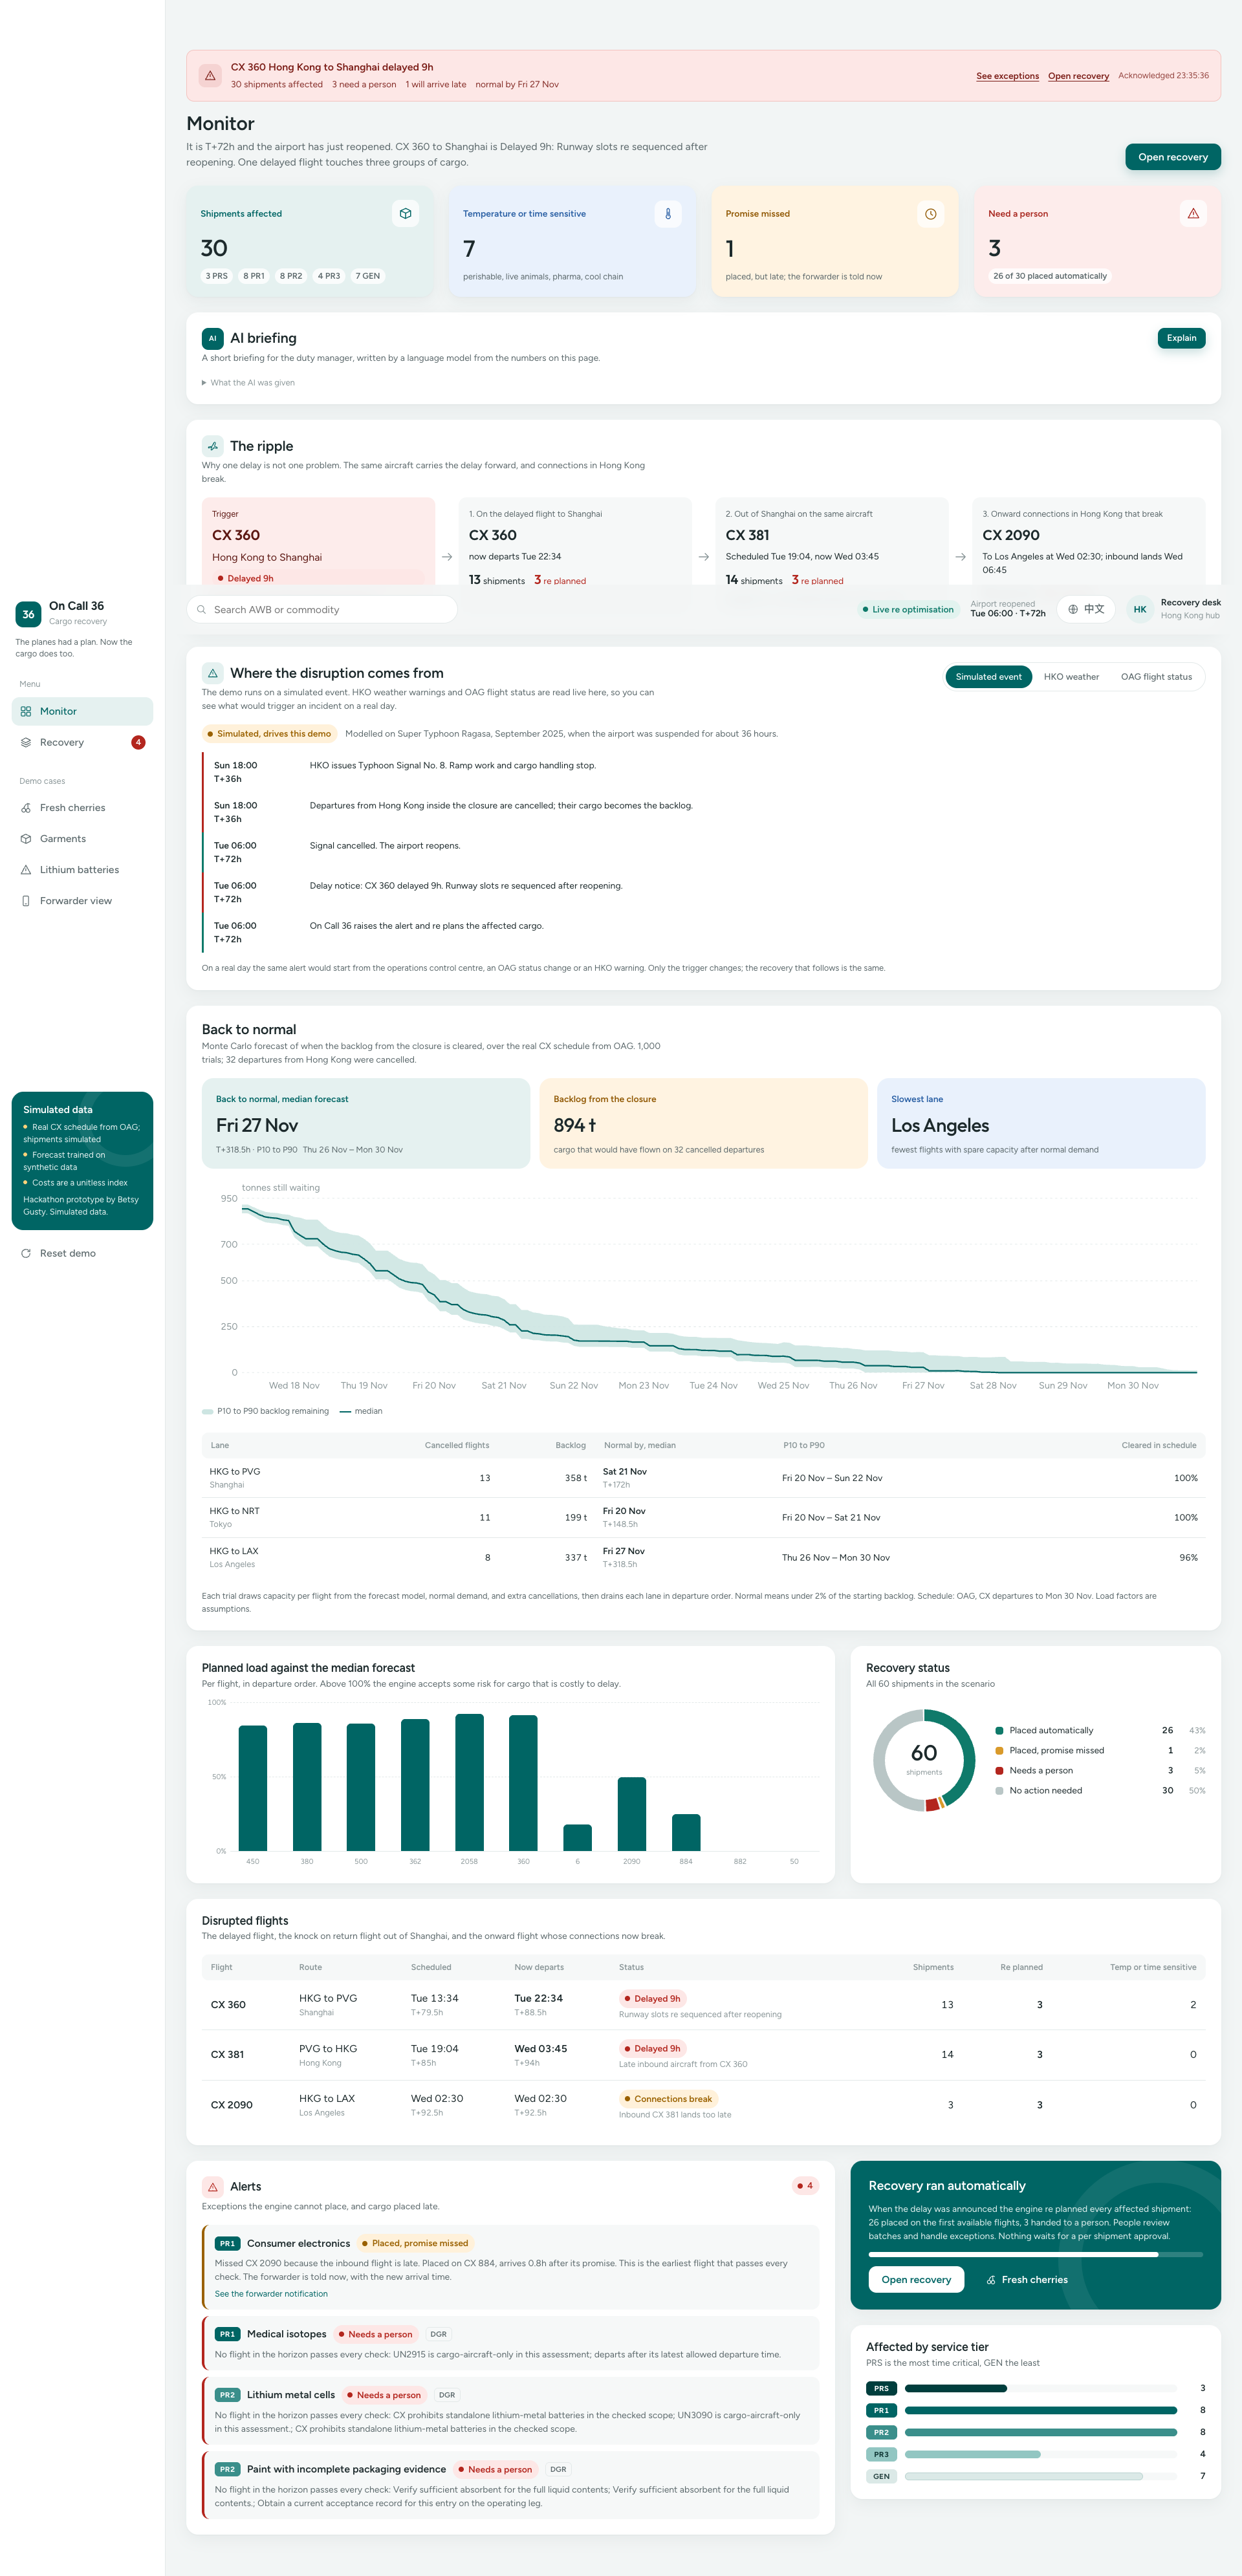 CX 360 Hong Kong to Shanghai delayed 9h
30 shipments affected 3 need a person 1 will arrive late normal by Fri 27 Nov
See exceptions Open recovery Acknowledged 23:35:36
Monitor
It is T+72h and the airport has just reopened. CX 360 to Shanghai is Delayed 9h: Runway slots re sequenced after
reopening. One delayed flight touches three groups of cargo.
Open recovery
Shipments affected
30
3 PRS 8 PR1 8 PR2 4 PR3 7 GEN
Temperature or time sensitive
7
perishable, live animals, pharma, cool chain
Promise missed
1
placed, but late; the forwarder is told now
Need a person
3
26 of 30 placed automatically
AI AI briefing
Explain
A short briefing for the duty manager, written by a language model from the numbers on this page.
What the AI was given
The ripple
Why one delay is not one problem. The same aircraft carries the delay forward, and connections in Hong Kong
break.
Trigger
CX 360
Hong Kong to Shanghai
Delayed 9h
1. On the delayed flight to Shanghai
CX 360
now departs Tue 22:34
13 shipments 3 re planned
2. Out of Shanghai on the same aircraft
CX 381
Scheduled Tue 19:04, now Wed 03:45
14 shipments 3 re planned
3. Onward connections in Hong Kong that break
CX 2090
To Los Angeles at Wed 02:30; inbound lands Wed
06:45
36 On Call 36
Cargo recovery
The planes had a plan. Now the
cargo does too.
Menu
Monitor
Recovery 4
Demo cases
Fresh cherries
Garments
Lithium batteries
Forwarder view
Simulated data
Real CX schedule from OAG;
shipments simulated
Forecast trained on
synthetic data
Costs are a unitless index
Hackathon prototype by Betsy
Gusty. Simulated data.
Reset demo
Search AWB or commodity
Live re optimisation
Airport reopened
Tue 06:00 · T+72h
中文
HK
Recovery desk
Hong Kong hub
Where the disruption comes from
The demo runs on a simulated event. HKO weather warnings and OAG flight status are read live here, so you can
see what would trigger an incident on a real day.
Simulated event HKO weather OAG flight status
Simulated, drives this demo Modelled on Super Typhoon Ragasa, September 2025, when the airport was suspended for about 36 hours.
Sun 18:00 HKO issues Typhoon Signal No. 8. Ramp work and cargo handling stop.
T+36h
Sun 18:00 Departures from Hong Kong inside the closure are cancelled; their cargo becomes the backlog.
T+36h
Tue 06:00 Signal cancelled. The airport reopens.
T+72h
Tue 06:00 Delay notice: CX 360 delayed 9h. Runway slots re sequenced after reopening.
T+72h
Tue 06:00 On Call 36 raises the alert and re plans the affected cargo.
T+72h
On a real day the same alert would start from the operations control centre, an OAG status change or an HKO warning. Only the trigger changes; the recovery that follows is the same.
Back to normal
Monte Carlo forecast of when the backlog from the closure is cleared, over the real CX schedule from OAG. 1,000
trials; 32 departures from Hong Kong were cancelled.
Back to normal, median forecast
Fri 27 Nov
T+318.5h · P10 to P90 Thu 26 Nov – Mon 30 Nov
Backlog from the closure
894 t
cargo that would have flown on 32 cancelled departures
Slowest lane
Los Angeles
fewest flights with spare capacity after normal demand
tonnes still waiting
950
700
500
250
0
Wed 18 Nov Thu 19 Nov Fri 20 Nov Sat 21 Nov Sun 22 Nov Mon 23 Nov Tue 24 Nov Wed 25 Nov Thu 26 Nov Fri 27 Nov Sat 28 Nov Sun 29 Nov Mon 30 Nov
P10 to P90 backlog remaining median
Lane Cancelled flights Backlog Normal by, median P10 to P90 Cleared in schedule
HKG to PVG 13 358 t Sat 21 Nov Fri 20 Nov – Sun 22 Nov 100%
Shanghai T+172h
HKG to NRT 11 199 t Fri 20 Nov Fri 20 Nov – Sat 21 Nov 100%
Tokyo T+148.5h
HKG to LAX 8 337 t Fri 27 Nov Thu 26 Nov – Mon 30 Nov 96%
Los Angeles T+318.5h
Each trial draws capacity per flight from the forecast model, normal demand, and extra cancellations, then drains each lane in departure order. Normal means under 2% of the starting backlog. Schedule: OAG, CX departures to Mon 30 Nov. Load factors are
assumptions.
Planned load against the median forecast
Per flight, in departure order. Above 100% the engine accepts some risk for cargo that is costly to delay.
100%
50%
0%
450 380 500 362 2058 360 6 2090 884 882 50
Recovery status
All 60 shipments in the scenario
60
shipments
Placed automatically 26 43%
Placed, promise missed 1 2%
Needs a person 3 5%
No action needed 30 50%
Disrupted flights
The delayed flight, the knock on return flight out of Shanghai, and the onward flight whose connections now break.
Flight Route Scheduled Now departs Status Shipments Re planned Temp or time sensitive
CX 360 HKG to PVG Tue 13:34 Tue 22:34 Delayed 9h 13 3 2
Shanghai T+79.5h T+88.5h Runway slots re sequenced after reopening
CX 381 PVG to HKG Tue 19:04 Wed 03:45 Delayed 9h 14 3 0
Hong Kong T+85h T+94h Late inbound aircraft from CX 360
CX 2090 HKG to LAX Wed 02:30 Wed 02:30 Connections break 3 3 0
Los Angeles T+92.5h T+92.5h Inbound CX 381 lands too late
Alerts 4
Exceptions the engine cannot place, and cargo placed late.
PR1 Consumer electronics Placed, promise missed
Missed CX 2090 because the inbound flight is late. Placed on CX 884, arrives 0.8h after its promise. This is the earliest flight that passes every
check. The forwarder is told now, with the new arrival time.
See the forwarder notification
PR1 Medical isotopes Needs a person DGR
No flight in the horizon passes every check: UN2915 is cargo-aircraft-only in this assessment; departs after its latest allowed departure time.
PR2 Lithium metal cells Needs a person DGR
No flight in the horizon passes every check: CX prohibits standalone lithium-metal batteries in the checked scope; UN3090 is cargo-aircraft-only
in this assessment.; CX prohibits standalone lithium-metal batteries in the checked scope.
PR2 Paint with incomplete packaging evidence Needs a person DGR
No flight in the horizon passes every check: Verify sufficient absorbent for the full liquid contents; Verify sufficient absorbent for the full liquid
contents.; Obtain a current acceptance record for this entry on the operating leg.
Recovery ran automatically
When the delay was announced the engine re planned every affected shipment:
26 placed on the first available flights, 3 handed to a person. People review
batches and handle exceptions. Nothing waits for a per shipment approval.
Open recovery Fresh cherries
Affected by service tier
PRS is the most time critical, GEN the least
PRS 3
PR1 8
PR2 8
PR3 4
GEN 7